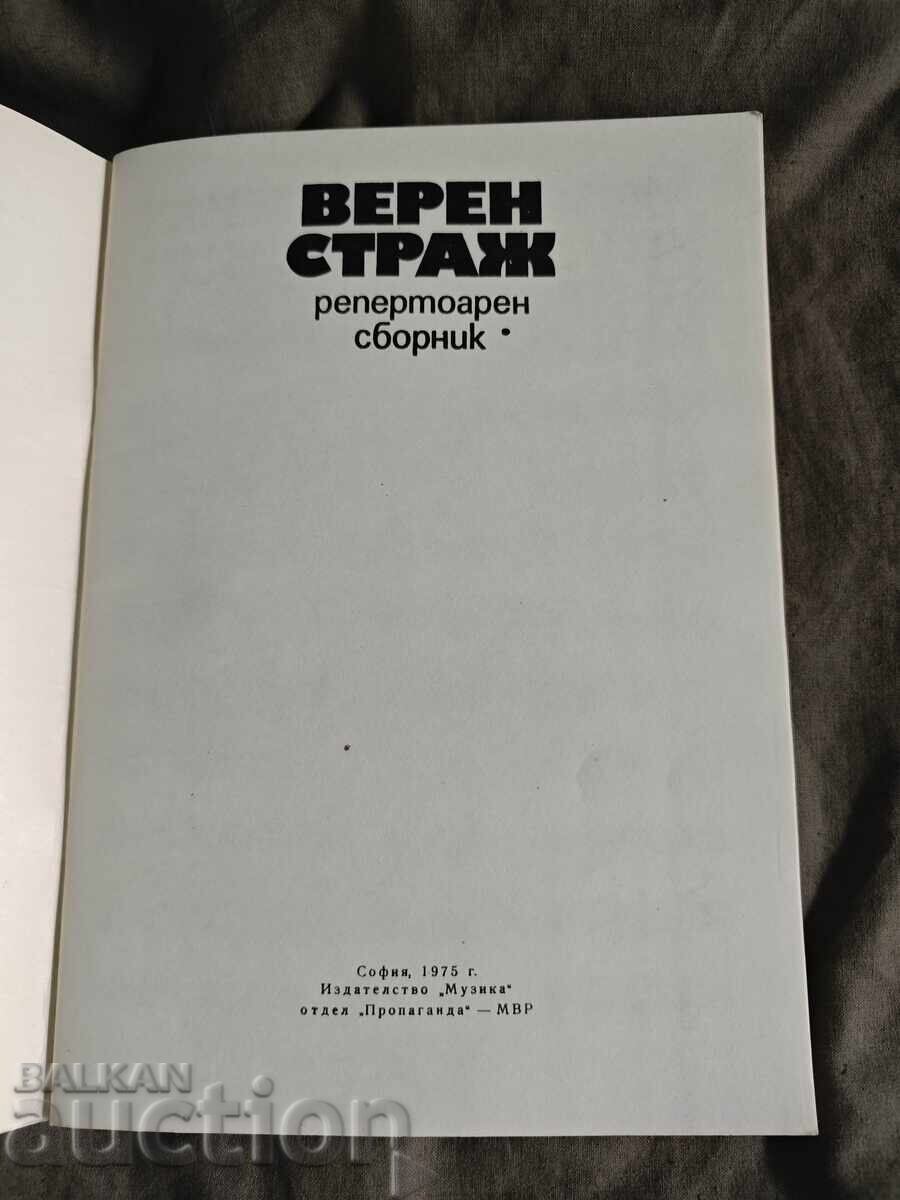 ВЕРЕН
СТРАЖ
репертоарен
сборник
София, 1975 г.
Издателство „Музика“
отдел „Пропаганда“ — МВР
BALKAN
auction